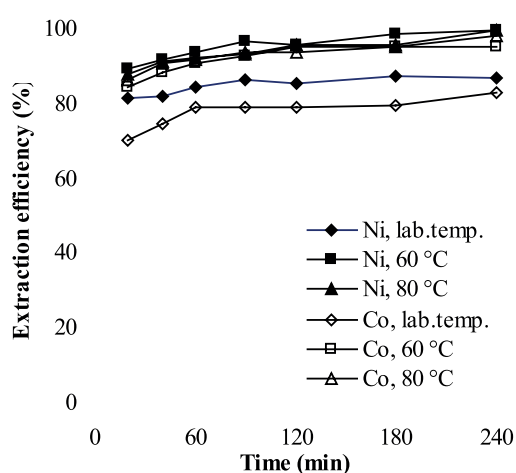 100
80
60
40
20
0
Extraction efficiency (%)
Ni, lab.temp.
Ni, 60 °C
Ni, 80 °C
Co, lab.temp.
Co, 60 °C
Co, 80 °C
0 60 120 180 240
Time (min)